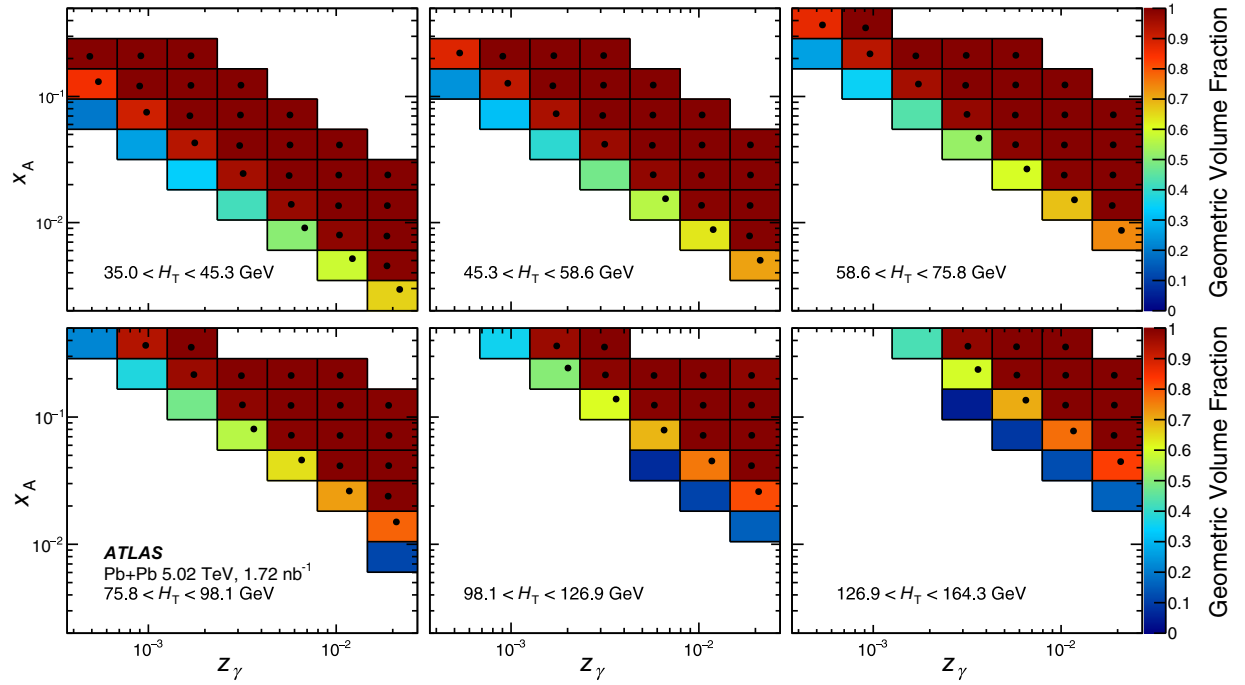 x_A
10⁻¹
10⁻²
35.0 < H_T < 45.3 GeV
45.3 < H_T < 58.6 GeV
58.6 < H_T < 75.8 GeV
1
0.9
0.8
0.7
0.6
0.5
0.4
0.3
0.2
0.1
0
Geometric Volume Fraction
x_A
10⁻¹
10⁻²
ATLAS
Pb+Pb 5.02 TeV, 1.72 nb⁻¹
75.8 < H_T < 98.1 GeV
98.1 < H_T < 126.9 GeV
126.9 < H_T < 164.3 GeV
1
0.9
0.8
0.7
0.6
0.5
0.4
0.3
0.2
0.1
0
Geometric Volume Fraction
10⁻³ 10⁻² 10⁻³ 10⁻² 10⁻³ 10⁻²
z_γ z_γ z_γ